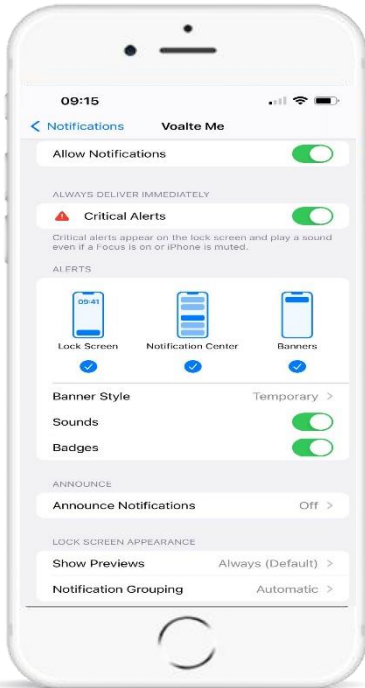 09:15
Notifications
Voalte Me
Allow Notifications
ALWAYS DELIVER IMMEDIATELY
Critical Alerts
Critical alerts appear on the lock screen and play a sound
even if a Focus is on or iPhone is muted.
ALERTS
09:41
Lock Screen Notification Center Banners
Banner Style Temporary >
Sounds
Badges
ANNOUNCE
Announce Notifications Off >
LOCK SCREEN APPEARANCE
Show Previews Always (Default) >
Notification Grouping Automatic >